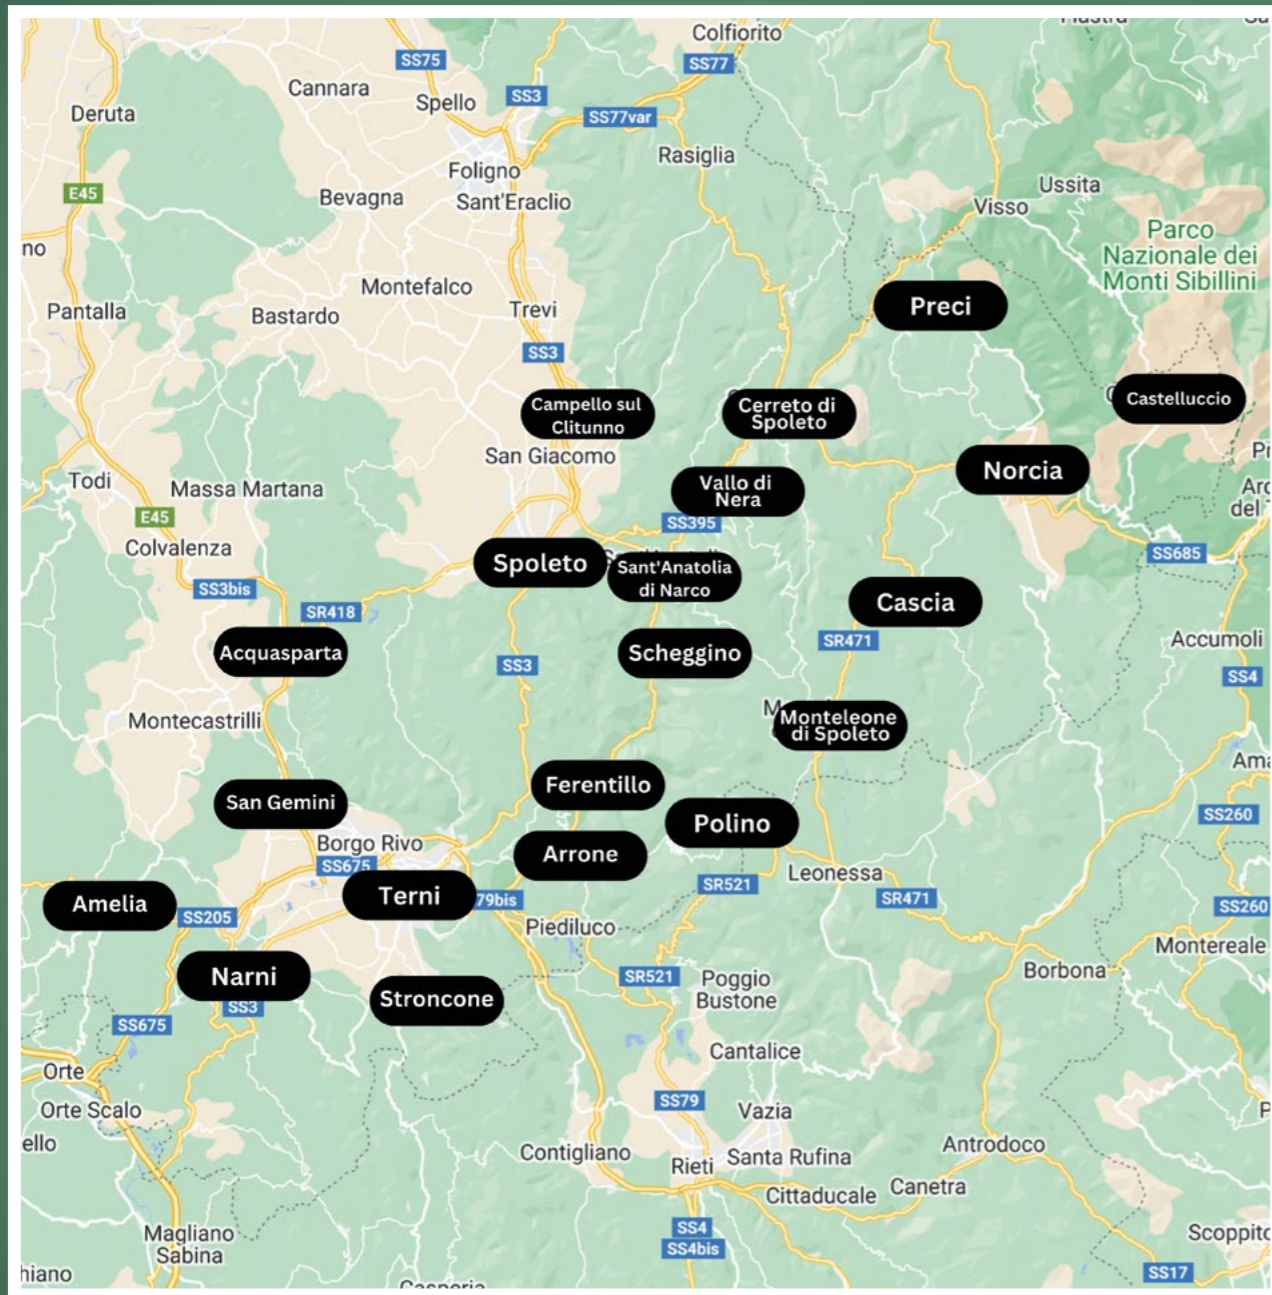 Colfiorito
SS75
SS77
Cannara
Spello
SS3
Deruta
SS77var
Rasiglia
Foligno
Ussita
E45
Bevagna
Sant'Eraclio
Visso
Parco
Nazionale dei
Monti Sibillini
no
Montefalco
Pantalla
Bastardo
Trevi
Preci
SS3
Campello sul
Clitunno
Cerreto di
Spoleto
Castelluccio
San Giacomo
Norcia
Todi
Massa Martana
Vallo di
Nera
E45
SS395
Colvalenza
SS685
Spoleto
Sant'Anatolia
di Narco
SS3bis
SR418
Cascia
Acquasparta
SS3
Scheggino
SR471
Accumoli
SS4
Montecastrilli
Monteleone
di Spoleto
Ferentillo
San Gemini
Polino
SS260
Borgo Rivo
Arrone
SS675
Leonessa
SR521
Amelia
Terni
79bis
SR471
SS205
SS260
Piediluco
Montereale
Narni
SR521
Poggio
Bustone
Borbona
Stroncone
SS3
SS675
Cantalice
Orte
SS79
Orte Scalo
Vazia
ello
Contigliano
Rieti
Santa Rufina
Antrodoco
Cittaducale
Canetra
Magliano
Sabina
SS4
SS4bis
Scoppito
hiano
SS17